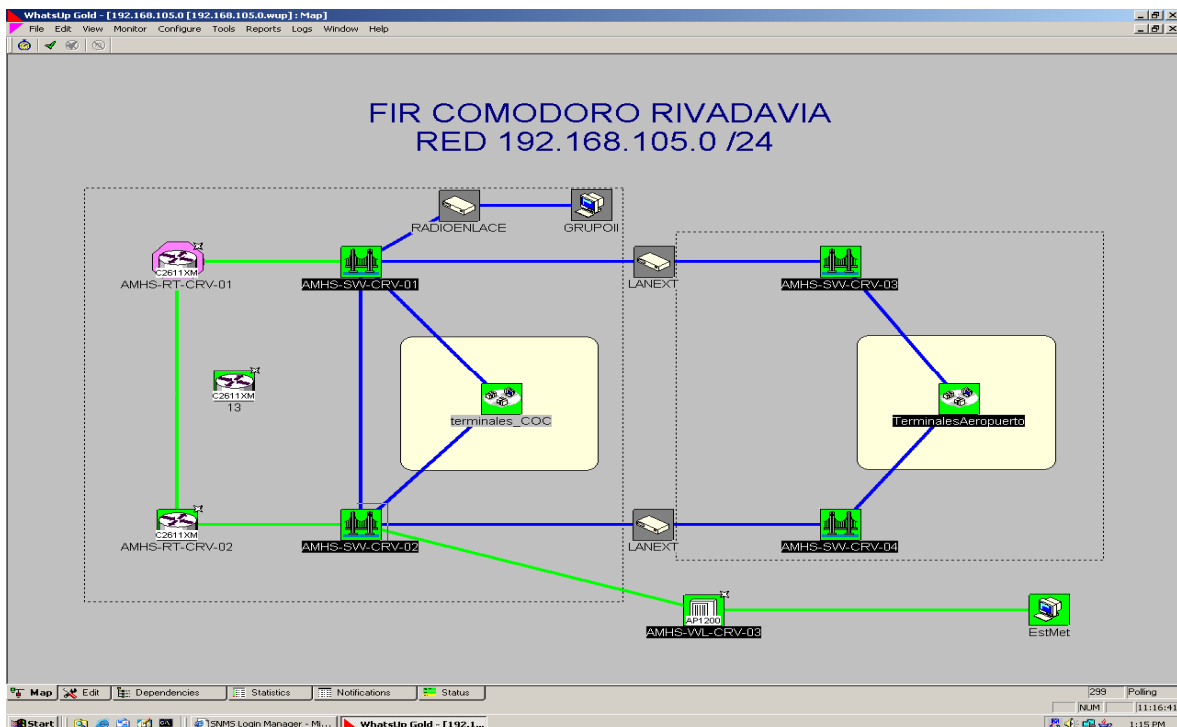 WhatsUp Gold - [192.168.105.0 [192.168.105.0.wup] : Map]
File Edit View Monitor Configure Tools Reports Logs Window Help
FIR COMODORO RIVADAVIA
RED 192.168.105.0 /24
RADIOENLACE
GRUPOII
C2611XM
AMHS-RT-CRV-01
AMHS-SW-CRV-01
LANEXT
AMHS-SW-CRV-03
C2611XM
13
terminales_COC
TerminalesAeropuerto
C2611XM
AMHS-RT-CRV-02
AMHS-SW-CRV-02
LANEXT
AMHS-SW-CRV-04
AP1200
AMHS-WL-CRV-03
EstMet
Map Edit Dependencies Statistics Notifications Status
299 Polling
NUM 11:16:41
Start SNMS Login Manager - Mi... WhatsUp Gold - [192.1... 1:15 PM